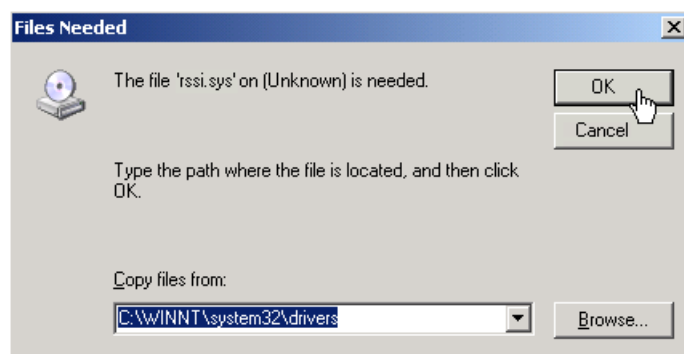 Files Needed
The file 'rssi.sys' on (Unknown) is needed.
OK
Cancel
Type the path where the file is located, and then click
OK.
Copy files from:
C:\WINNT\system32\drivers
Browse...